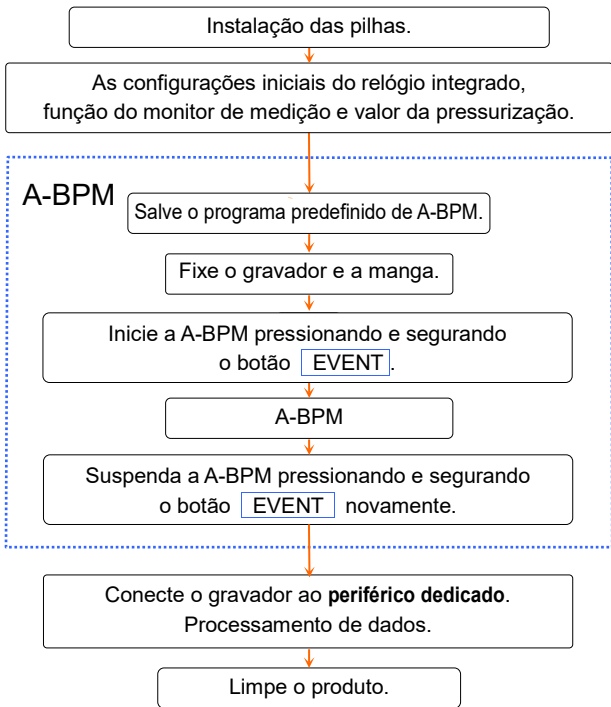 Instalação das pilhas.
As configurações iniciais do relógio integrado,
função do monitor de medição e valor da pressurização.
A-BPM
Salve o programa predefinido de A-BPM.
Fixe o gravador e a manga.
Inicie a A-BPM pressionando e segurando
o botão EVENT.
A-BPM
Suspenda a A-BPM pressionando e segurando
o botão EVENT novamente.
Conecte o gravador ao periférico dedicado.
Processamento de dados.
Limpe o produto.